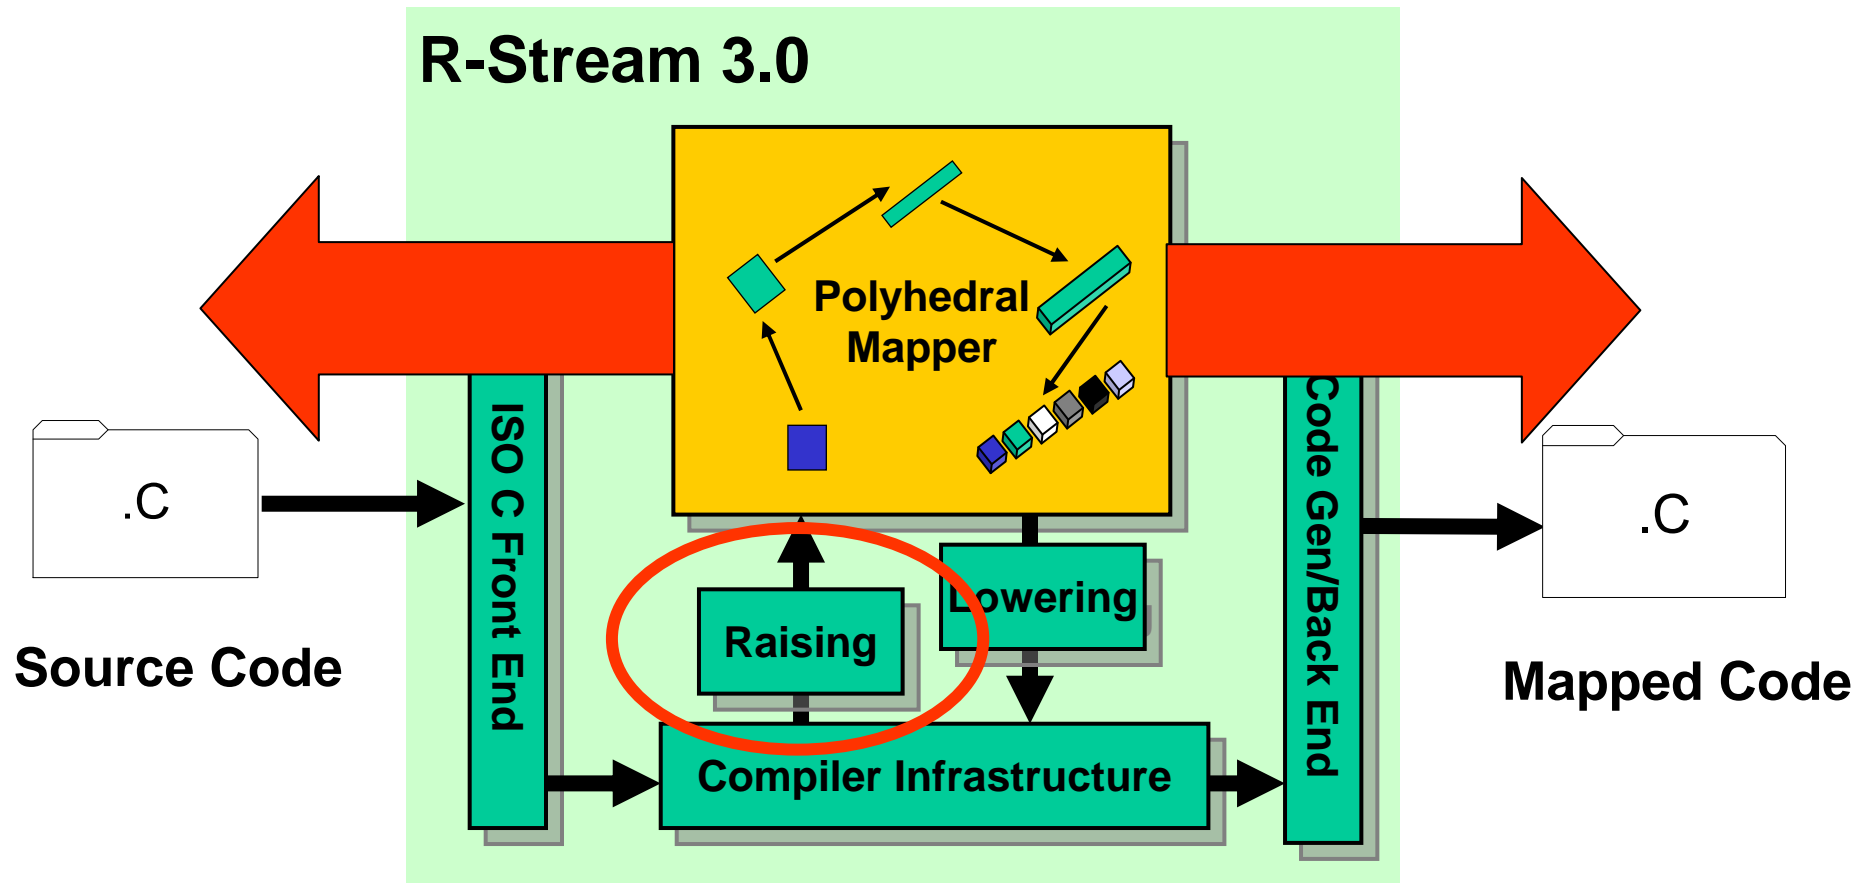 R-Stream 3.0
Polyhedral
Mapper
ISO C Front End
Code Gen/Back End
.C
.C
Lowering
Raising
Source Code
Mapped Code
Compiler Infrastructure